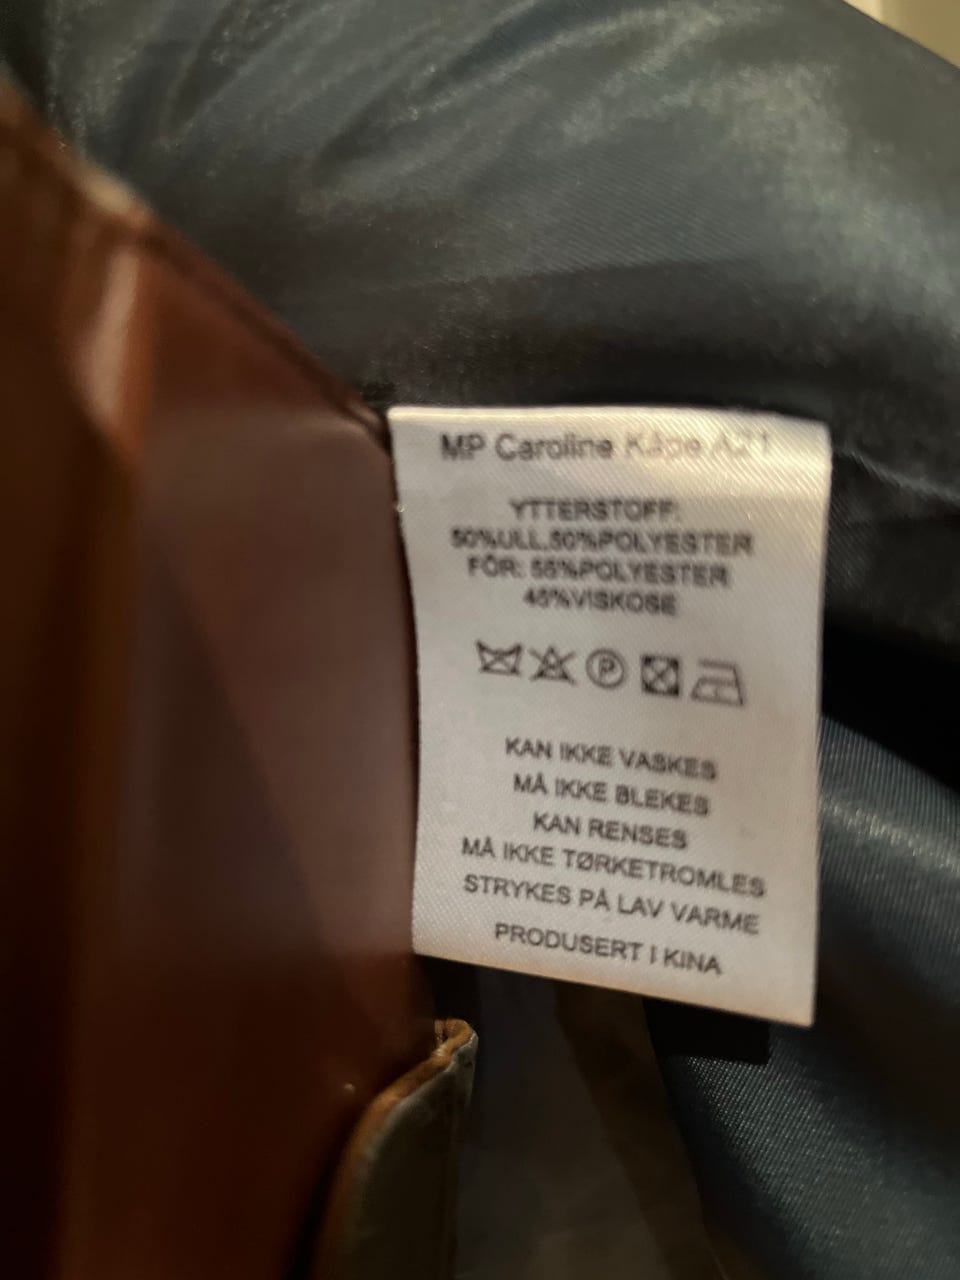 MP Caroline Kåpe A21
YTTERSTOFF:
50%ULL.50%POLYESTER
FÔR: 55%POLYESTER
45%VISKOSE
P
KAN IKKE VASKES
MÅ IKKE BLEKES
KAN RENSES
MÅ IKKE TØRKETROMLES
STRYKES PÅ LAV VARME
PRODUSERT I KINA